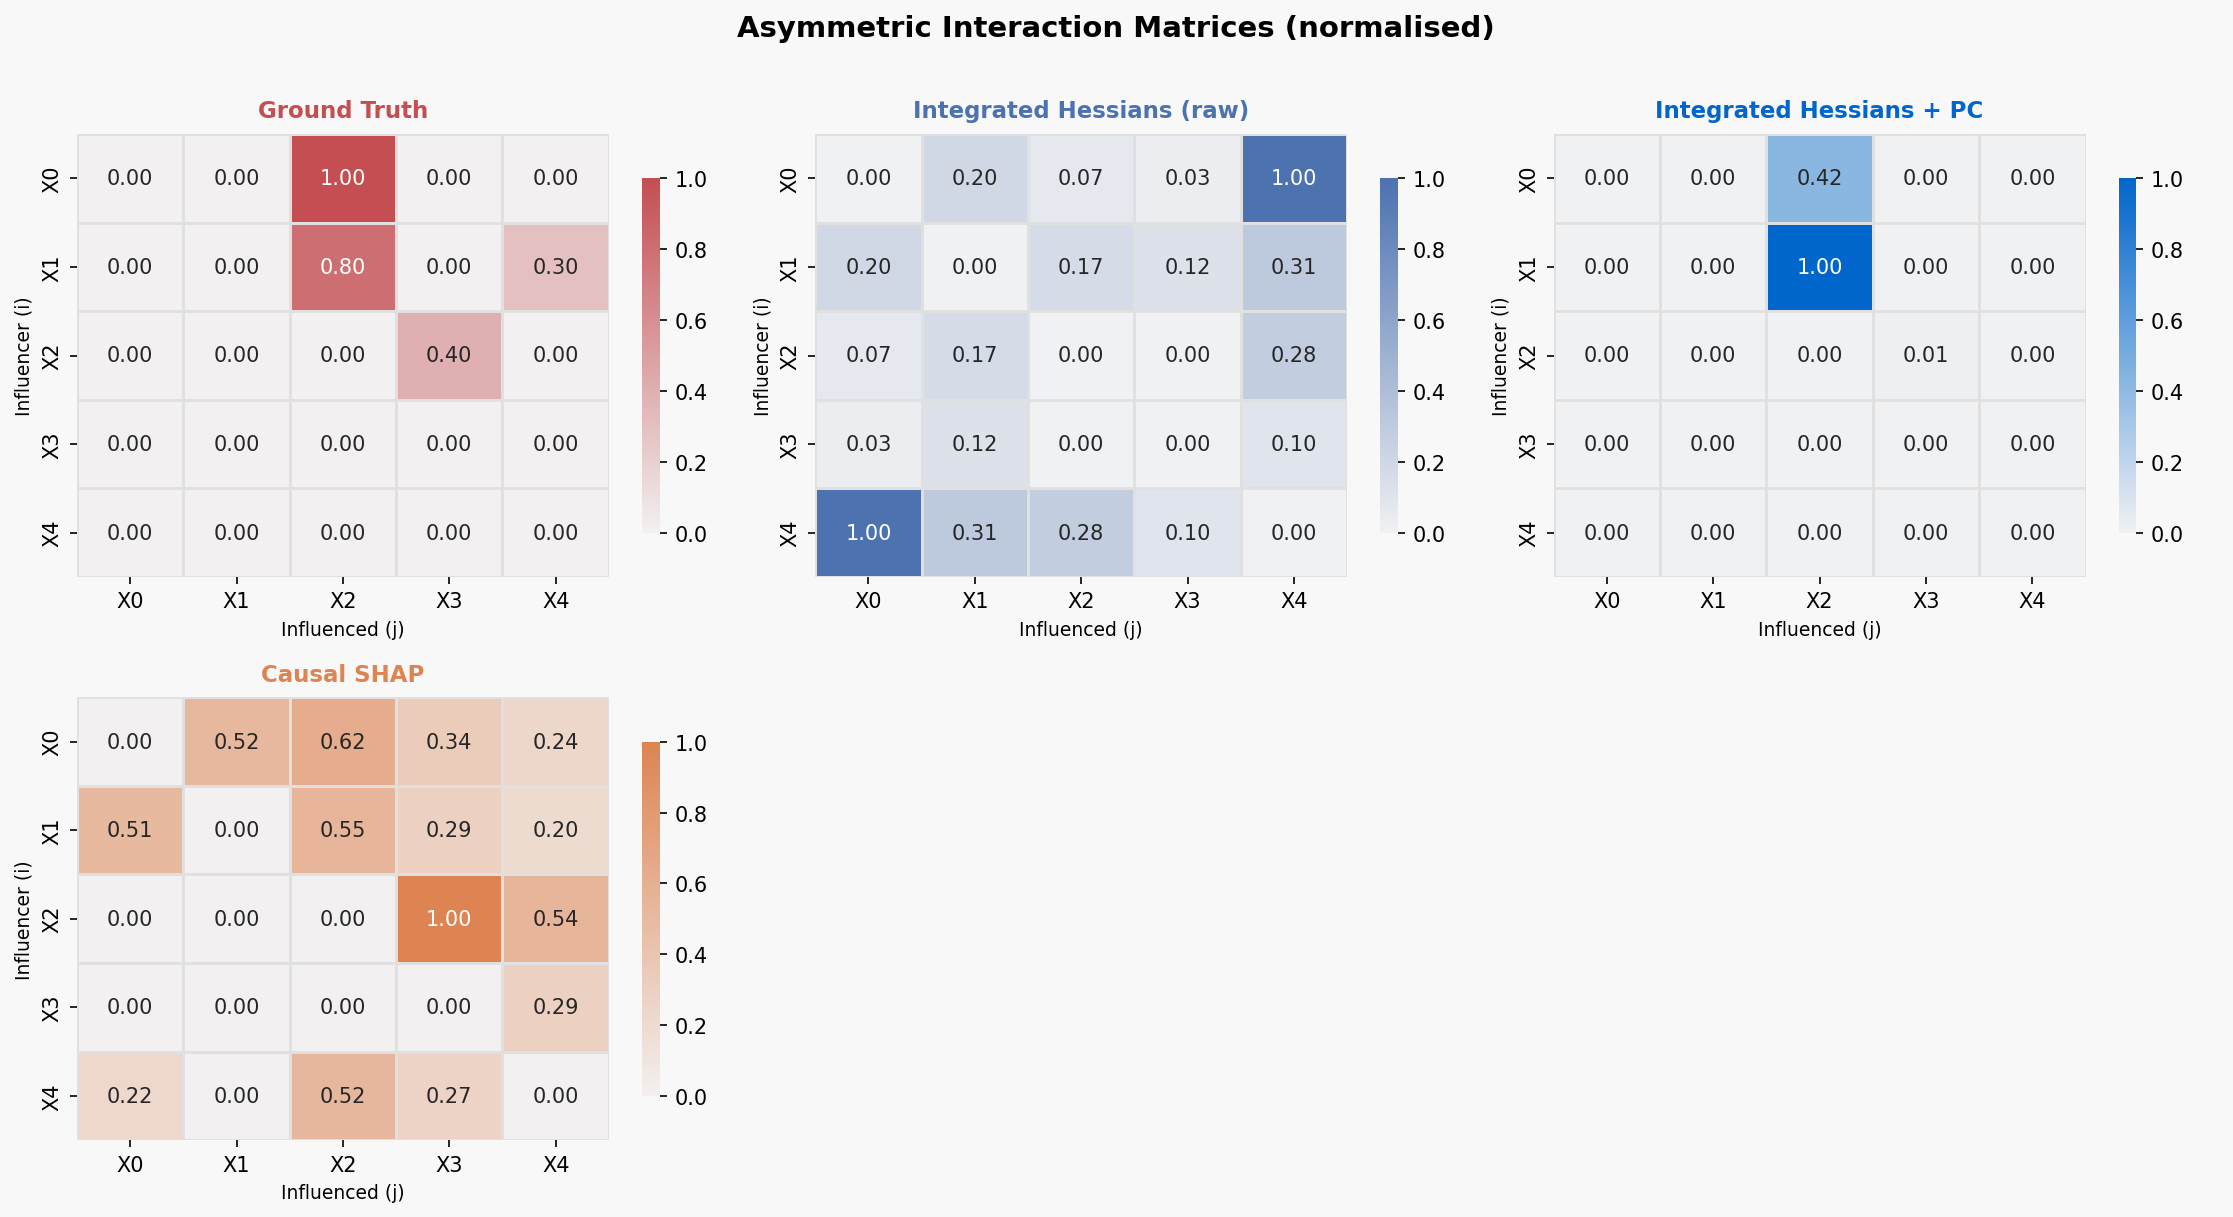 Asymmetric Interaction Matrices (normalised)
Ground Truth
Influencer (i)
X0 0.00 0.00 1.00 0.00 0.00
X1 0.00 0.00 0.80 0.00 0.30
X2 0.00 0.00 0.00 0.40 0.00
X3 0.00 0.00 0.00 0.00 0.00
X4 0.00 0.00 0.00 0.00 0.00
X0 X1 X2 X3 X4
Influenced (j)
1.0
0.8
0.6
0.4
0.2
0.0
Integrated Hessians (raw)
Influencer (i)
X0 0.00 0.20 0.07 0.03 1.00
X1 0.20 0.00 0.17 0.12 0.31
X2 0.07 0.17 0.00 0.00 0.28
X3 0.03 0.12 0.00 0.00 0.10
X4 1.00 0.31 0.28 0.10 0.00
X0 X1 X2 X3 X4
Influenced (j)
1.0
0.8
0.6
0.4
0.2
0.0
Integrated Hessians + PC
Influencer (i)
X0 0.00 0.00 0.42 0.00 0.00
X1 0.00 0.00 1.00 0.00 0.00
X2 0.00 0.00 0.00 0.01 0.00
X3 0.00 0.00 0.00 0.00 0.00
X4 0.00 0.00 0.00 0.00 0.00
X0 X1 X2 X3 X4
Influenced (j)
1.0
0.8
0.6
0.4
0.2
0.0
Causal SHAP
Influencer (i)
X0 0.00 0.52 0.62 0.34 0.24
X1 0.51 0.00 0.55 0.29 0.20
X2 0.00 0.00 0.00 1.00 0.54
X3 0.00 0.00 0.00 0.00 0.29
X4 0.22 0.00 0.52 0.27 0.00
X0 X1 X2 X3 X4
Influenced (j)
1.0
0.8
0.6
0.4
0.2
0.0